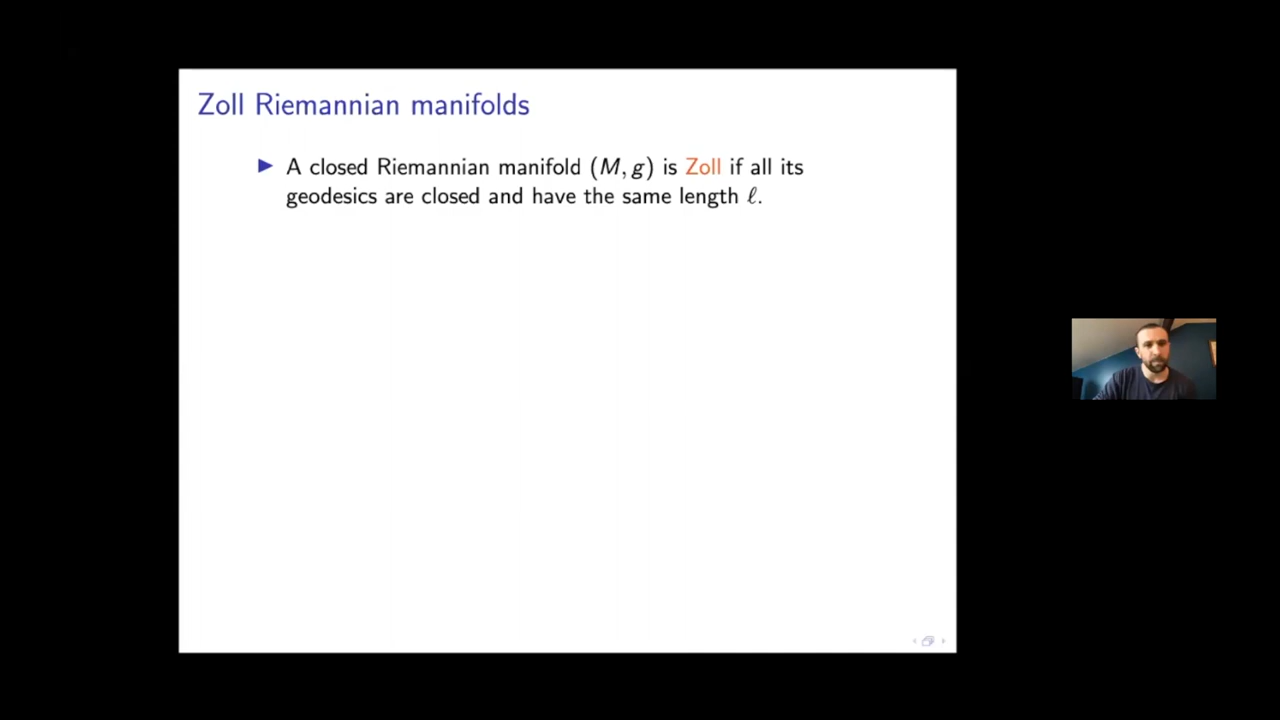 Zoll Riemannian manifolds
▶ A closed Riemannian manifold (M, g) is Zoll if all its
geodesics are closed and have the same length ℓ.